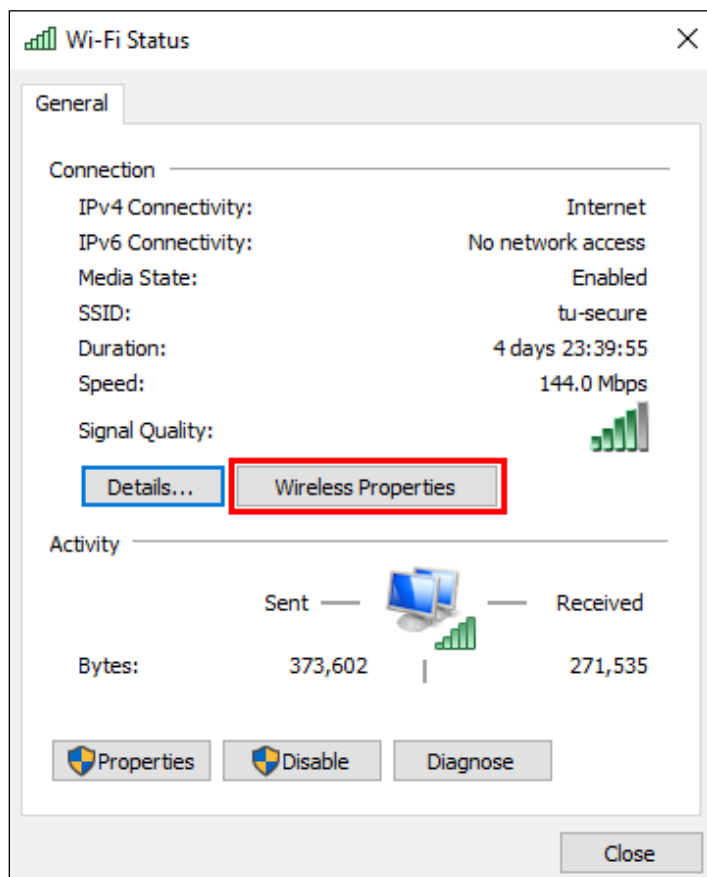 Wi-Fi Status
General
Connection
IPv4 Connectivity: Internet
IPv6 Connectivity: No network access
Media State: Enabled
SSID: tu-secure
Duration: 4 days 23:39:55
Speed: 144.0 Mbps
Signal Quality:
Details... Wireless Properties
Activity
Sent Received
Bytes: 373,602 271,535
Properties Disable Diagnose
Close